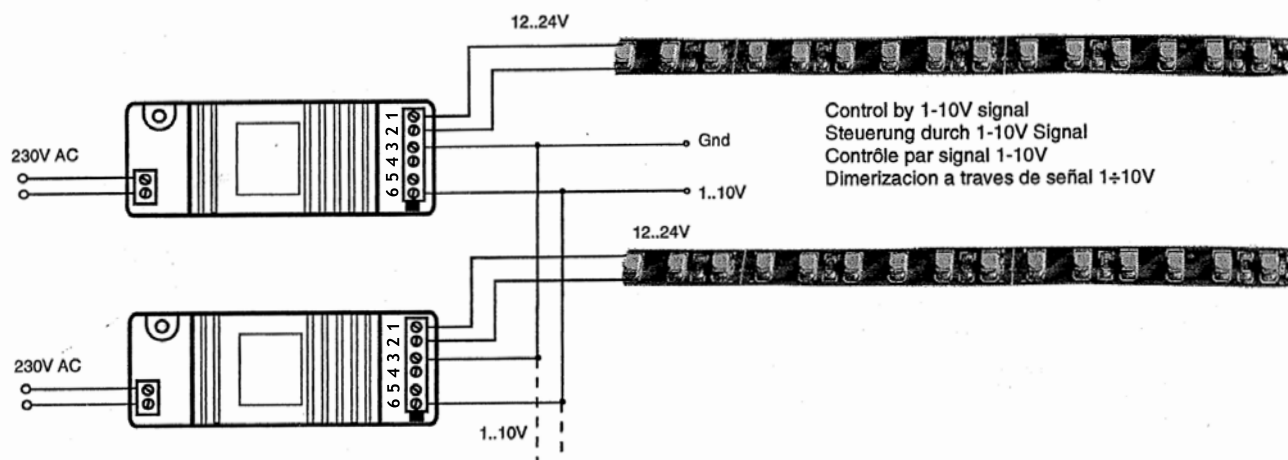 12..24V
Control by 1-10V signal
Steuerung durch 1-10V Signal
Contrôle par signal 1-10V
Dimerizacion a traves de señal 1÷10V
230V AC
6 5 4 3 2 1
Gnd
1..10V
12..24V
230V AC
6 5 4 3 2 1
1..10V